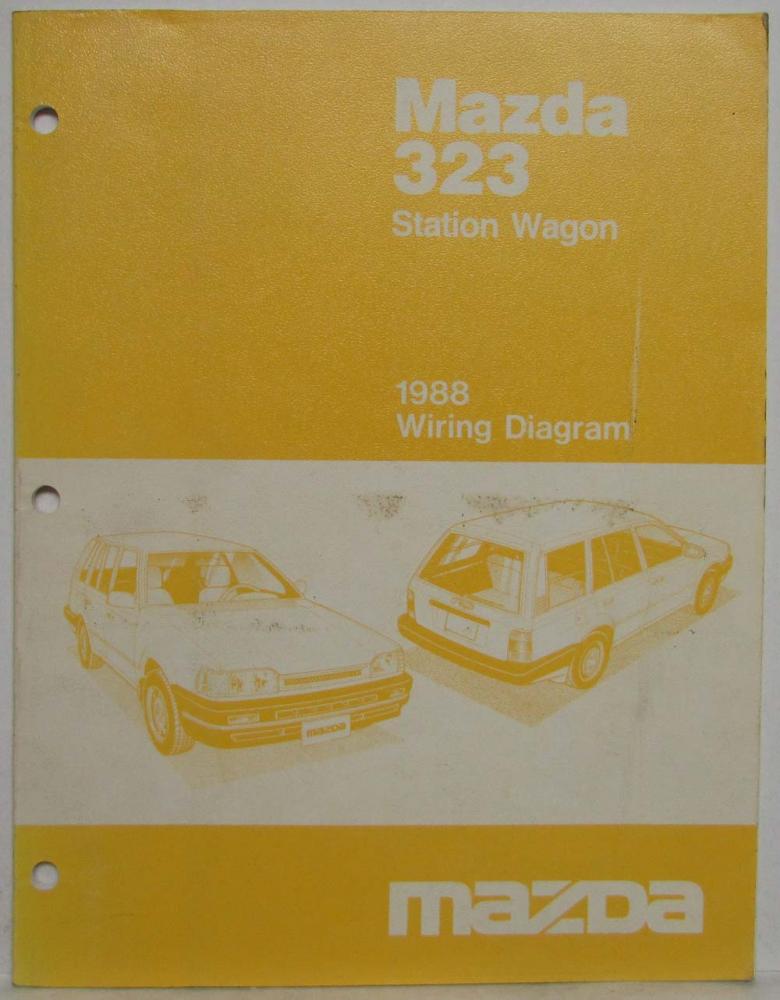 Mazda
323
Station Wagon
1988
Wiring Diagram
mazda
mazda